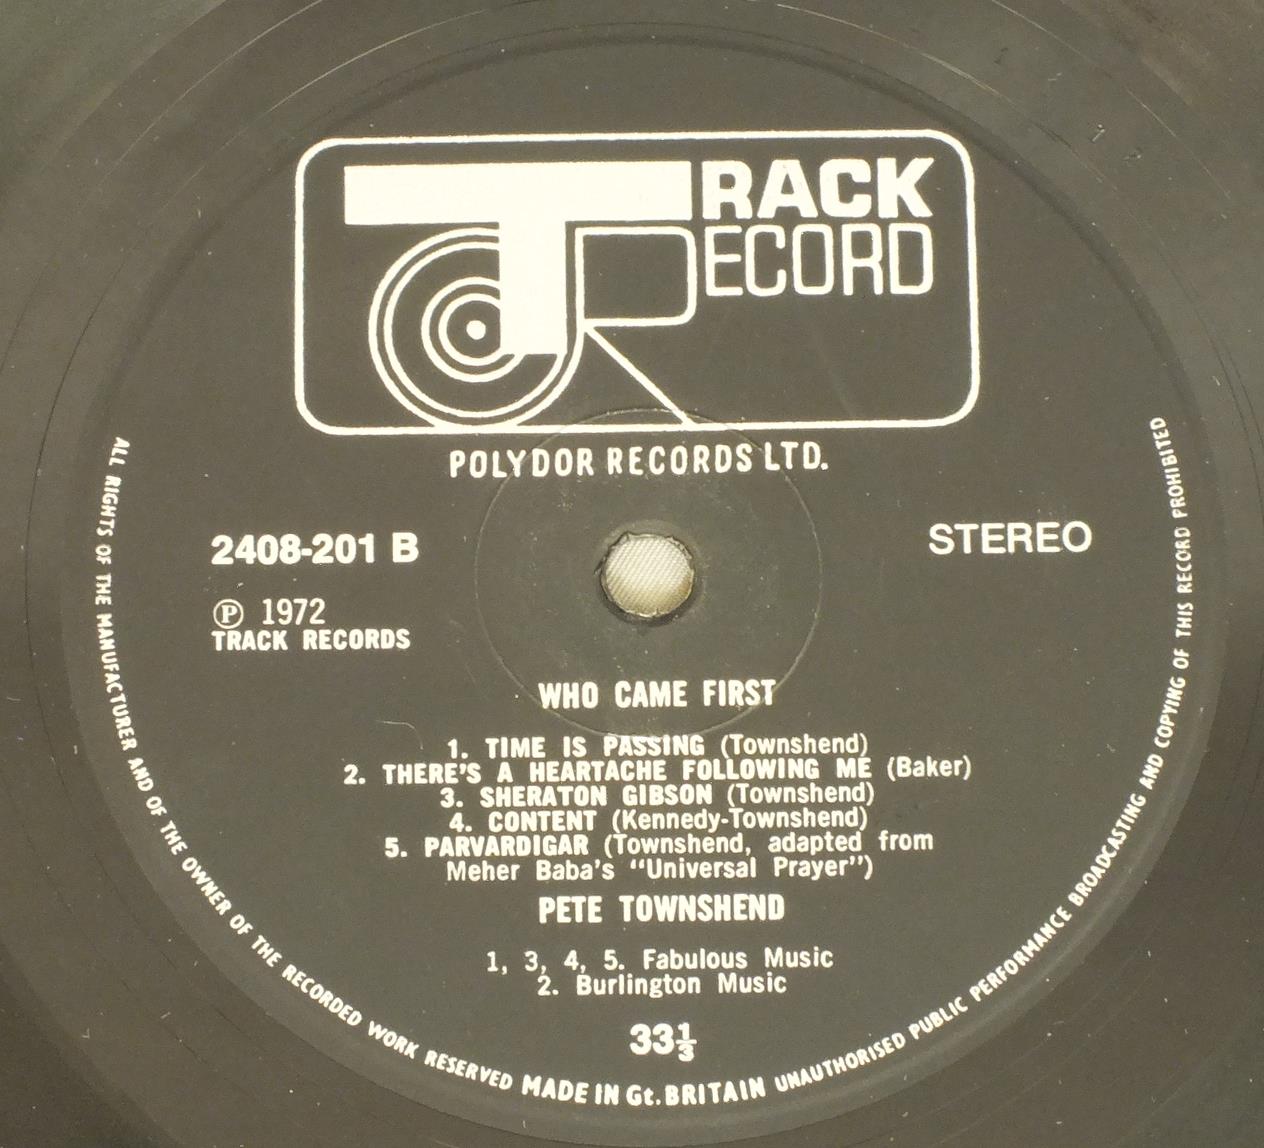 TRACK
RECORD
POLYDOR RECORDS LTD.
2408-201 B
STEREO
Ⓟ 1972
TRACK RECORDS
WHO CAME FIRST
1. TIME IS PASSING (Townshend)
2. THERE'S A HEARTACHE FOLLOWING ME (Baker)
3. SHERATON GIBSON (Townshend)
4. CONTENT (Kennedy-Townshend)
5. PARVARDIGAR (Townshend, adapted from
Meher Baba's "Universal Prayer")
PETE TOWNSHEND
1, 3, 4, 5. Fabulous Music
2. Burlington Music
33⅓
ALL RIGHTS OF THE MANUFACTURER AND OF THE OWNER OF THE RECORDED WORK RESERVED MADE IN Gt. BRITAIN UNAUTHORISED PUBLIC PERFORMANCE BROADCASTING AND COPYING OF THIS RECORD PROHIBITED